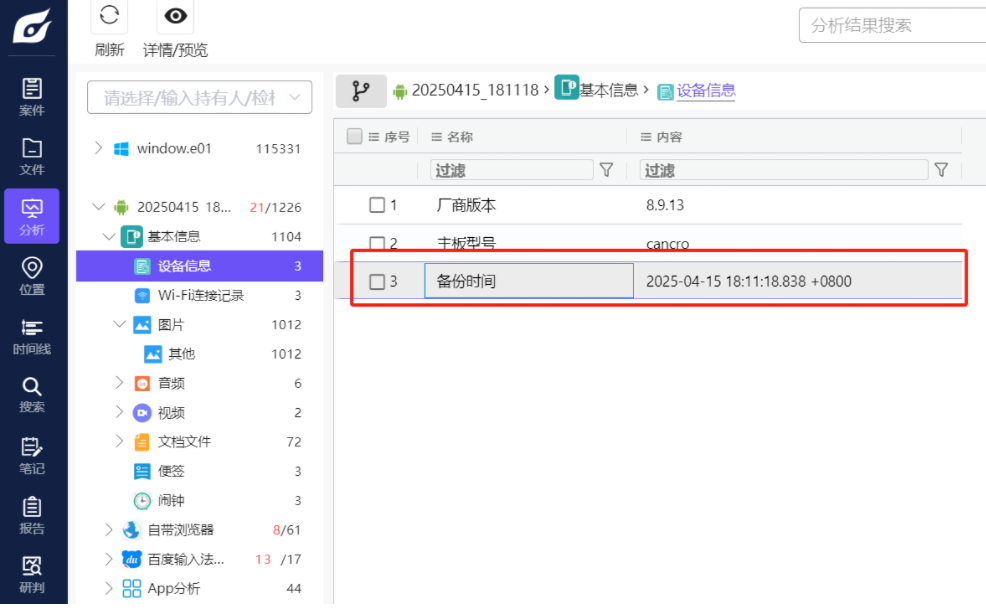 刷新
详情/预览
分析结果搜索
案件
文件
分析
位置
时间线
搜索
笔记
报告
研判
请选择/输入持有人/检材
window.e01 115331
20250415 18... 21/1226
基本信息 1104
设备信息 3
Wi-Fi连接记录 3
图片 1012
其他 1012
音频 6
视频 2
文档文件 72
便签 3
闹钟 3
自带浏览器 8/61
百度输入法... 13 /17
App分析 44
20250415_181118 › 基本信息 › 设备信息
序号 名称 内容
过滤 过滤
1 厂商版本 8.9.13
2 主板型号 cancro
3 备份时间 2025-04-15 18:11:18.838 +0800